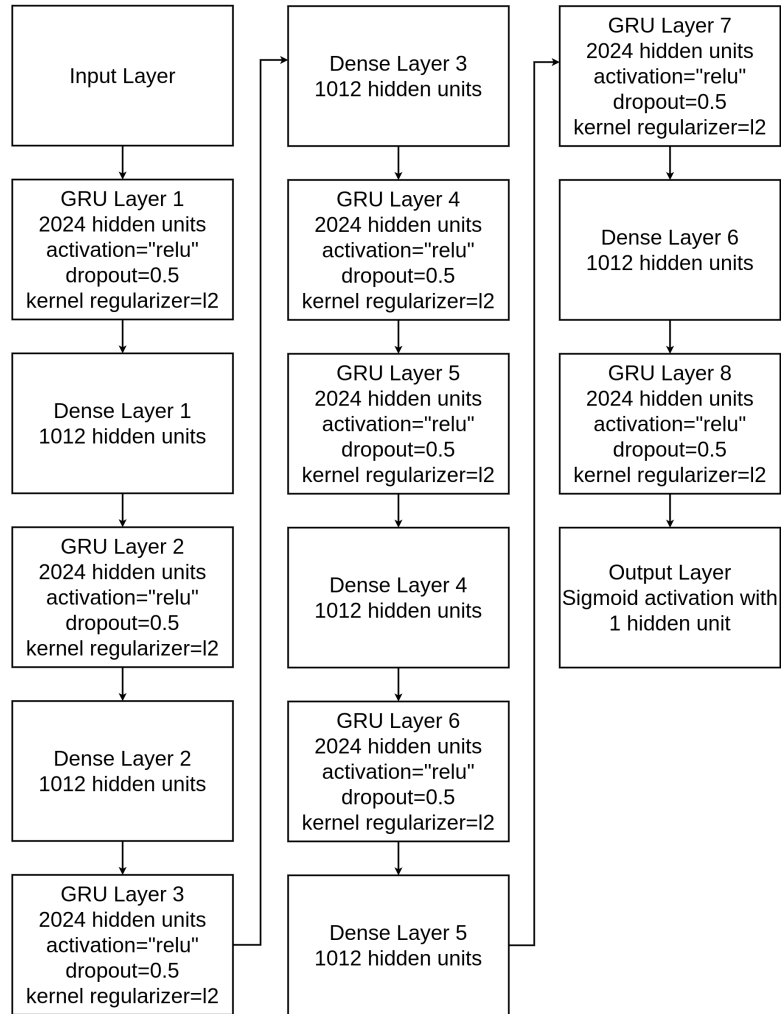 Input Layer
GRU Layer 1
2024 hidden units
activation="relu"
dropout=0.5
kernel regularizer=l2
Dense Layer 1
1012 hidden units
GRU Layer 2
2024 hidden units
activation="relu"
dropout=0.5
kernel regularizer=l2
Dense Layer 2
1012 hidden units
GRU Layer 3
2024 hidden units
activation="relu"
dropout=0.5
kernel regularizer=l2
Dense Layer 3
1012 hidden units
GRU Layer 4
2024 hidden units
activation="relu"
dropout=0.5
kernel regularizer=l2
GRU Layer 5
2024 hidden units
activation="relu"
dropout=0.5
kernel regularizer=l2
Dense Layer 4
1012 hidden units
GRU Layer 6
2024 hidden units
activation="relu"
dropout=0.5
kernel regularizer=l2
Dense Layer 5
1012 hidden units
GRU Layer 7
2024 hidden units
activation="relu"
dropout=0.5
kernel regularizer=l2
Dense Layer 6
1012 hidden units
GRU Layer 8
2024 hidden units
activation="relu"
dropout=0.5
kernel regularizer=l2
Output Layer
Sigmoid activation with
1 hidden unit